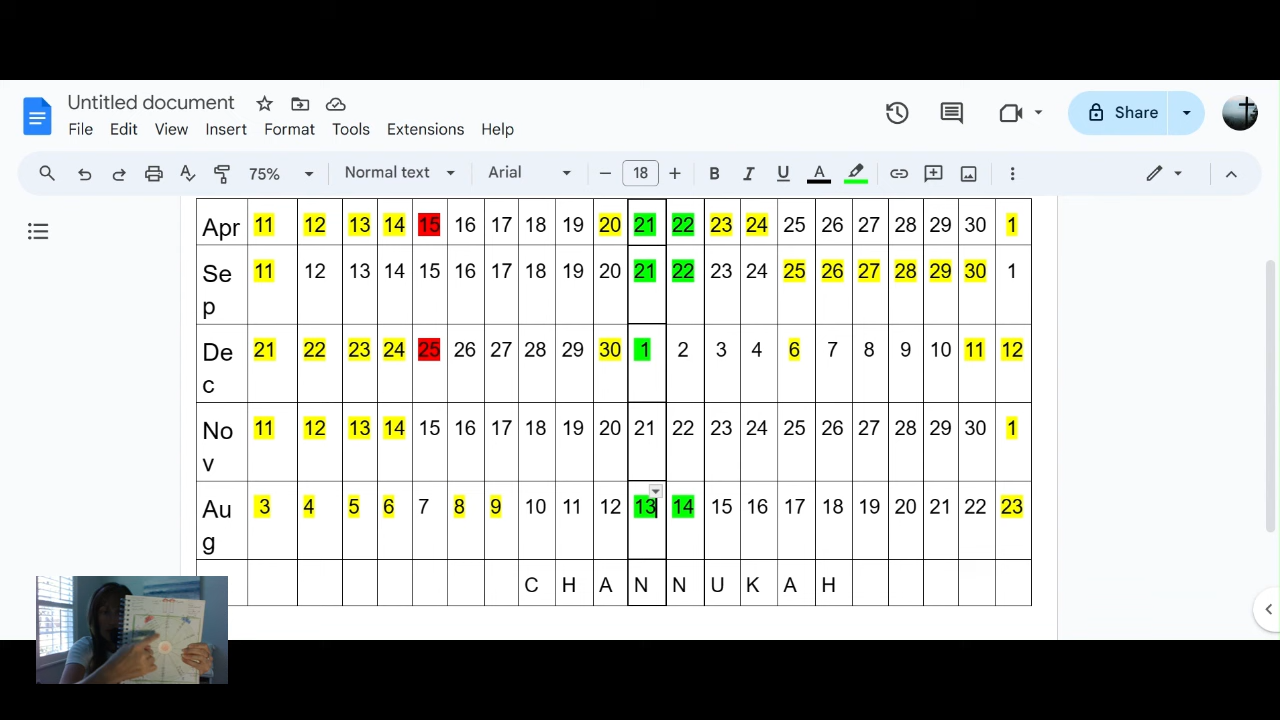 Untitled document
File Edit View Insert Format Tools Extensions Help
Share
75% Normal text Arial 18 B I U A
Apr 11 12 13 14 15 16 17 18 19 20 21 22 23 24 25 26 27 28 29 30 1
Se 11 12 13 14 15 16 17 18 19 20 21 22 23 24 25 26 27 28 29 30 1
p
De 21 22 23 24 25 26 27 28 29 30 1 2 3 4 6 7 8 9 10 11 12
c
No 11 12 13 14 15 16 17 18 19 20 21 22 23 24 25 26 27 28 29 30 1
v
Au 3 4 5 6 7 8 9 10 11 12 13 14 15 16 17 18 19 20 21 22 23
g
C H A N N U K A H